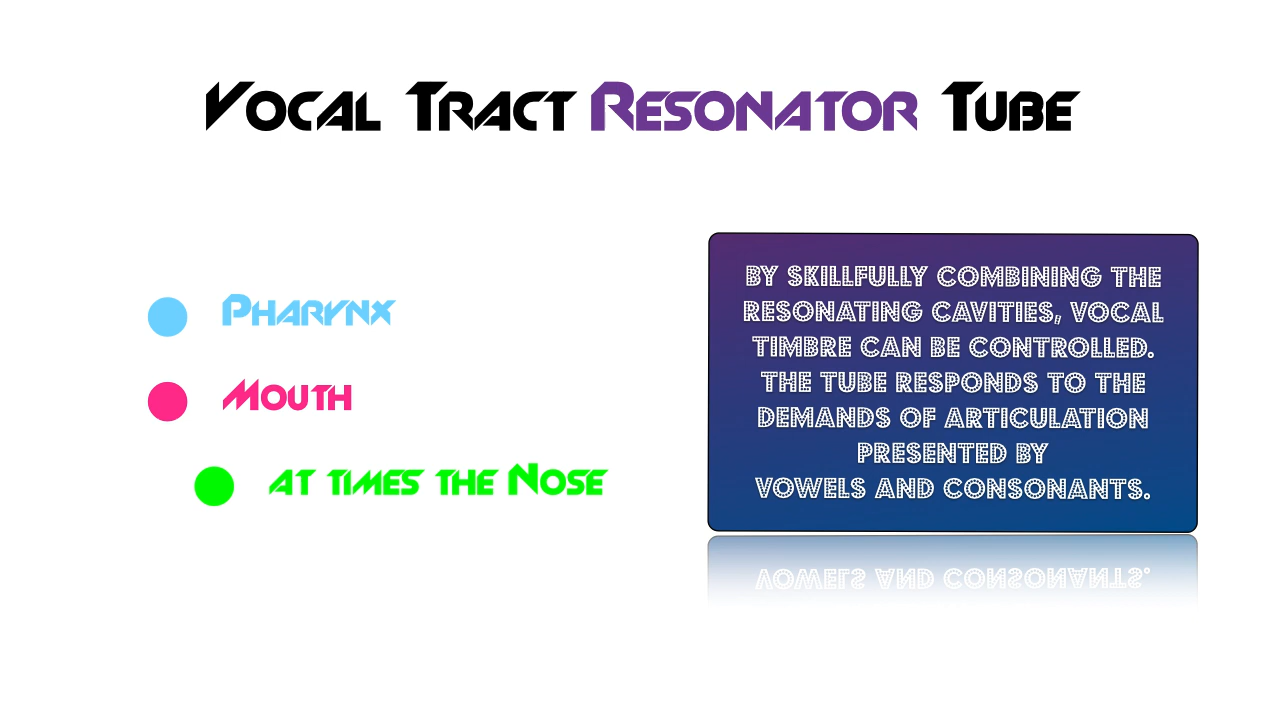 Vocal Tract Resonator Tube
Pharynx
Mouth
at times the Nose
By skillfully combining the
resonating cavities, vocal
timbre can be controlled.
The tube responds to the
demands of articulation
presented by
vowels and consonants.